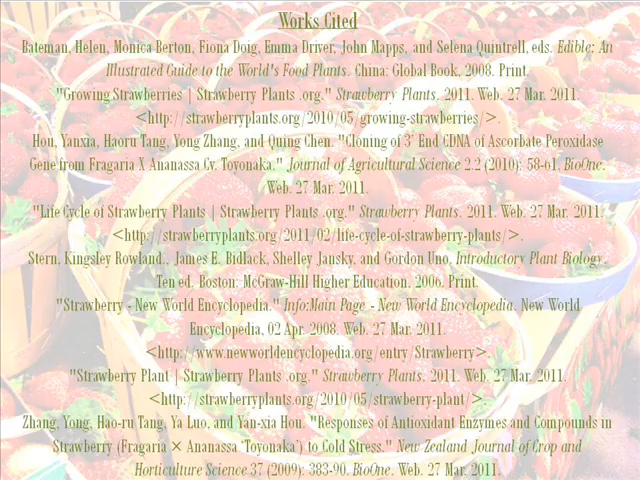 Works Cited
Bateman, Helen, Monica Berton, Fiona Doig, Emma Driver, John Mapps, and Selena Quintrell, eds. Edible: An
Illustrated Guide to the World's Food Plants. China: Global Book, 2008. Print.
"Growing Strawberries | Strawberry Plants .org." Strawberry Plants. 2011. Web. 27 Mar. 2011.
<http://strawberryplants.org/2010/05/growing-strawberries/>.
Hou, Yanxia, Haoru Tang, Yong Zhang, and Quing Chen. "Cloning of 3' End CDNA of Ascorbate Peroxidase
Gene from Fragaria X Ananassa Cv. Toyonaka." Journal of Agricultural Science 2.2 (2010): 58-61. BioOne.
Web. 27 Mar. 2011.
"Life Cycle of Strawberry Plants | Strawberry Plants .org." Strawberry Plants. 2011. Web. 27 Mar. 2011.
<http://strawberryplants.org/2011/02/life-cycle-of-strawberry-plants/>.
Stern, Kingsley Rowland., James E. Bidlack, Shelley Jansky, and Gordon Uno. Introductory Plant Biology.
Ten ed. Boston: McGraw-Hill Higher Education, 2006. Print.
"Strawberry - New World Encyclopedia." Info:Main Page - New World Encyclopedia. New World
Encyclopedia, 02 Apr. 2008. Web. 27 Mar. 2011.
<http://www.newworldencyclopedia.org/entry/Strawberry>.
"Strawberry Plant | Strawberry Plants .org." Strawberry Plants. 2011. Web. 27 Mar. 2011.
<http://strawberryplants.org/2010/05/strawberry-plant/>.
Zhang, Yong, Hao-ru Tang, Ya Luo, and Yan-xia Hou. "Responses of Antioxidant Enzymes and Compounds in
Strawberry (Fragaria × Ananassa 'Toyonaka') to Cold Stress." New Zealand Journal of Crop and
Horticulture Science 37 (2009): 383-90. BioOne. Web. 27 Mar. 2011.